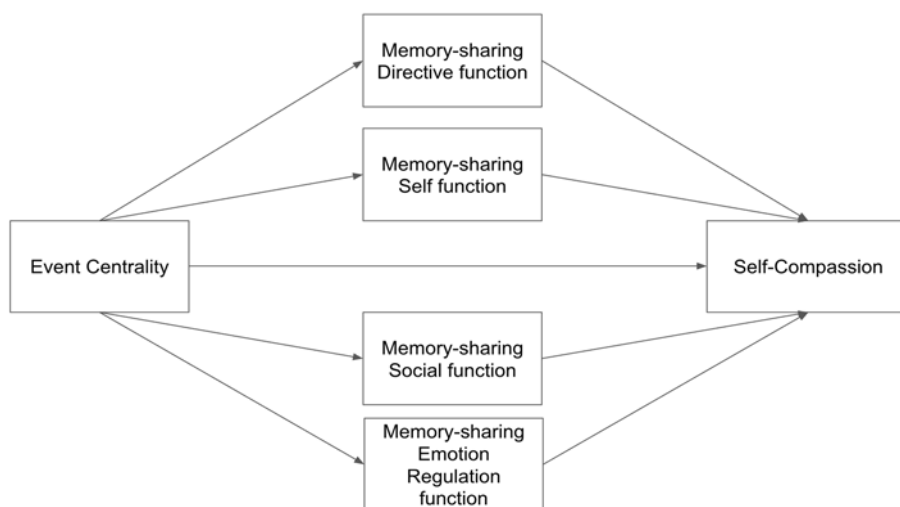 Memory-sharing
Directive function
Memory-sharing
Self function
Event Centrality
Self-Compassion
Memory-sharing
Social function
Memory-sharing
Emotion
Regulation
function